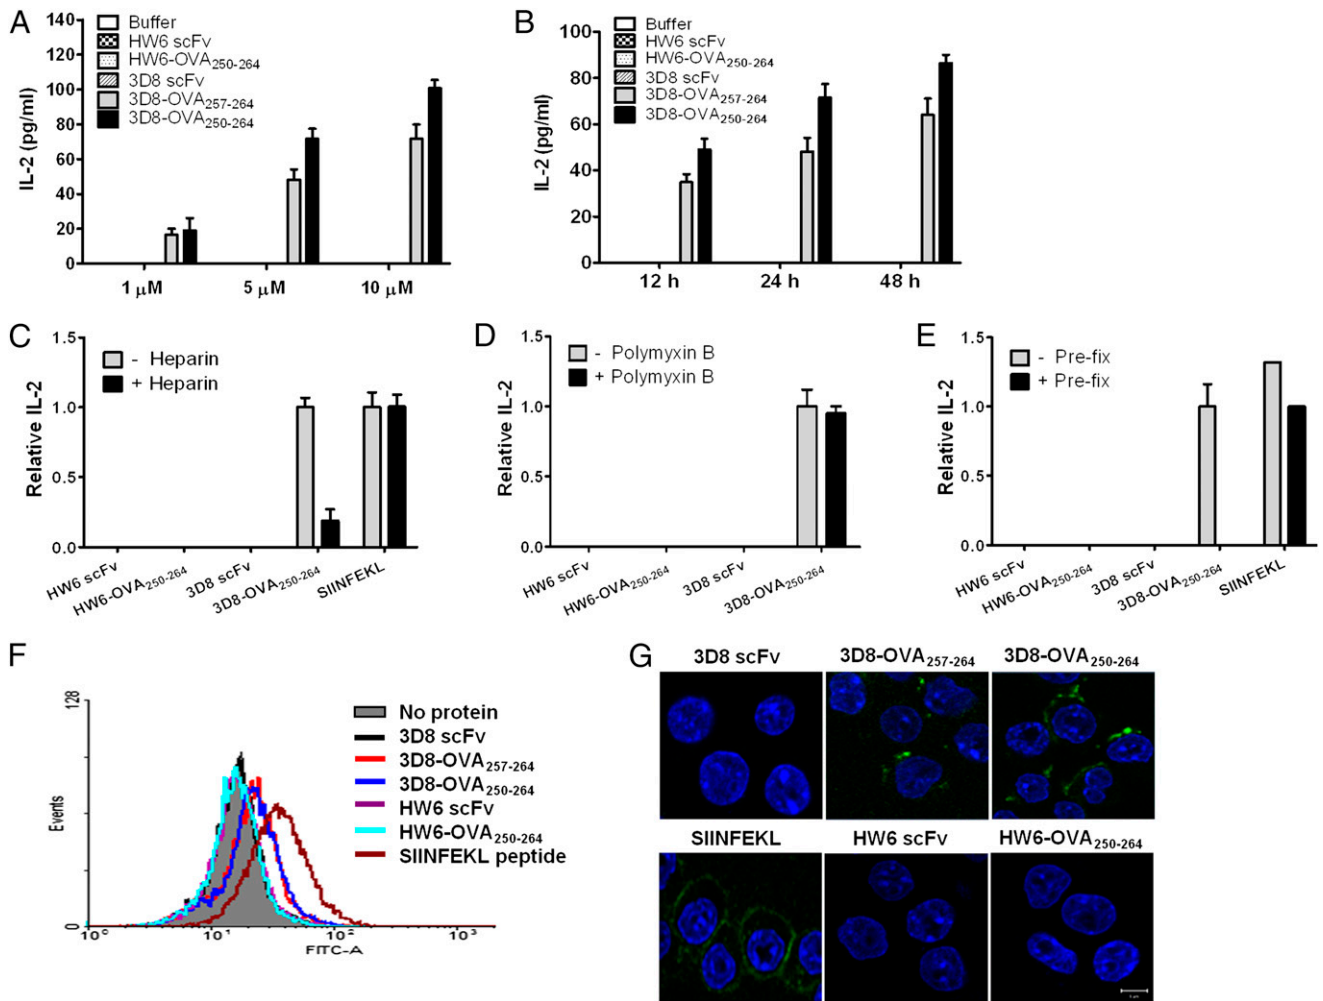 A
IL-2 (pg/ml)
140
120
100
80
60
40
20
0
Buffer
HW6 scFv
HW6-OVA250-264
3D8 scFv
3D8-OVA257-264
3D8-OVA250-264
1 μM
5 μM
10 μM
B
IL-2 (pg/ml)
100
80
60
40
20
0
Buffer
HW6 scFv
HW6-OVA250-264
3D8 scFv
3D8-OVA257-264
3D8-OVA250-264
12 h
24 h
48 h
C
Relative IL-2
1.5
1.0
0.5
0.0
- Heparin
+ Heparin
HW6 scFv
HW6-OVA250-264
3D8 scFv
3D8-OVA250-264
SIINFEKL
D
Relative IL-2
1.5
1.0
0.5
0.0
- Polymyxin B
+ Polymyxin B
HW6 scFv
HW6-OVA250-264
3D8 scFv
3D8-OVA250-264
E
Relative IL-2
1.5
1.0
0.5
0.0
- Pre-fix
+ Pre-fix
HW6 scFv
HW6-OVA250-264
3D8 scFv
3D8-OVA250-264
SIINFEKL
F
128
Events
0
10⁰
10¹
10²
10³
FITC-A
No protein
3D8 scFv
3D8-OVA257-264
3D8-OVA250-264
HW6 scFv
HW6-OVA250-264
SIINFEKL peptide
G
3D8 scFv
3D8-OVA257-264
3D8-OVA250-264
SIINFEKL
HW6 scFv
HW6-OVA250-264